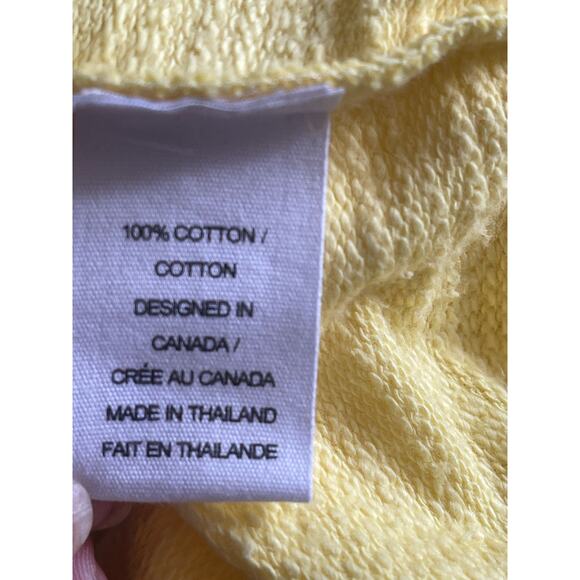 100% COTTON /
COTTON
DESIGNED IN
CANADA /
CRÉE AU CANADA
MADE IN THAILAND
FAIT EN THAILANDE